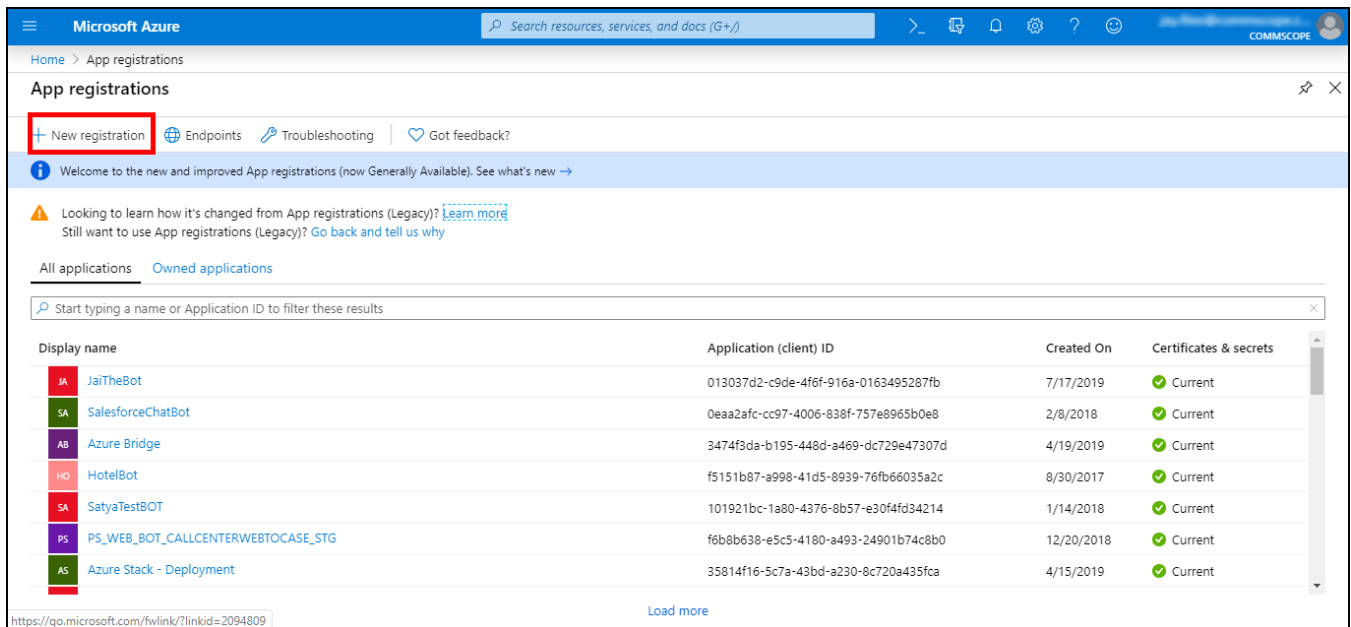 Microsoft Azure
Search resources, services, and docs (G+/)
COMMSCOPE
Home > App registrations
App registrations
New registration Endpoints Troubleshooting Got feedback?
Welcome to the new and improved App registrations (now Generally Available). See what's new →
Looking to learn how it's changed from App registrations (Legacy)? Learn more
Still want to use App registrations (Legacy)? Go back and tell us why
All applications Owned applications
Start typing a name or Application ID to filter these results
Display name Application (client) ID Created On Certificates & secrets
JA JaiTheBot 013037d2-c9de-4f6f-916a-0163495287fb 7/17/2019 Current
SA SalesforceChatBot 0eaa2afc-cc97-4006-838f-757e8965b0e8 2/8/2018 Current
AB Azure Bridge 3474f3da-b195-448d-a469-dc729e47307d 4/19/2019 Current
HO HotelBot f5151b87-a998-41d5-8939-76fb66035a2c 8/30/2017 Current
SA SatyaTestBOT 101921bc-1a80-4376-8b57-e30f4fd34214 1/14/2018 Current
PS PS_WEB_BOT_CALLCENTERWEBTOCASE_STG f6b8b638-e5c5-4180-a493-24901b74c8b0 12/20/2018 Current
AS Azure Stack - Deployment 35814f16-5c7a-43bd-a230-8c720a435fca 4/15/2019 Current
Load more
https://go.microsoft.com/fwlink/?linkid=2094809